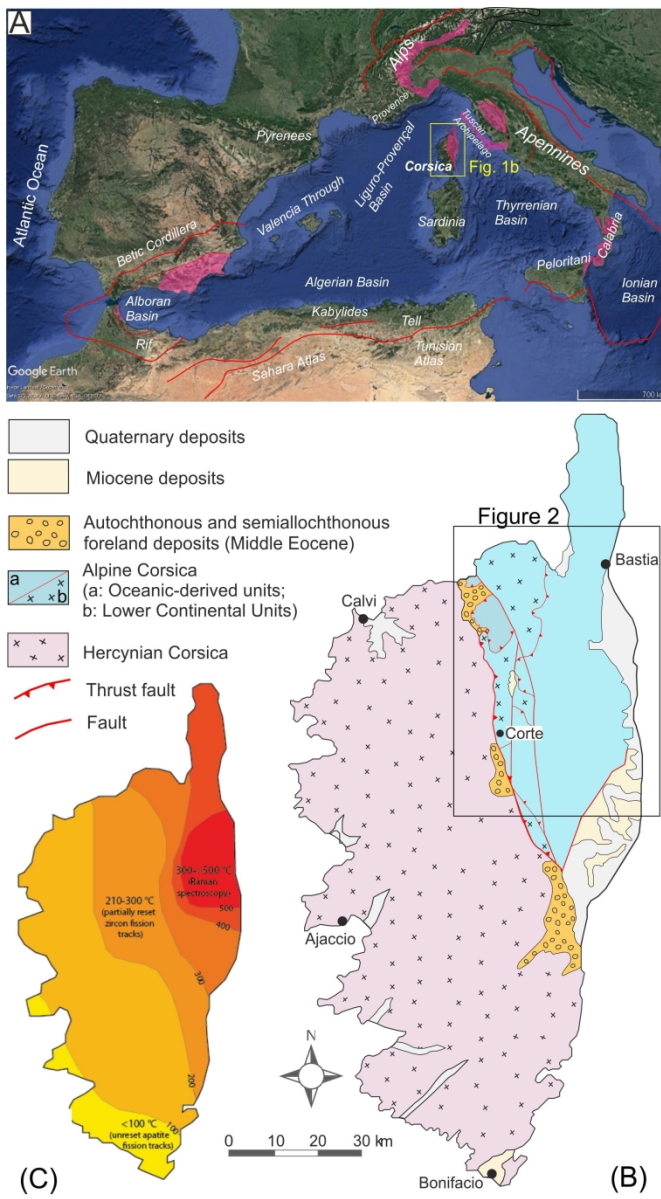 A
Atlantic Ocean
Pyrenees
Provence
Alps
Tuscan
Archipelago
Apennines
Corsica
Fig. 1b
Liguro-Provençal
Basin
Valencia Through
Betic Cordillera
Sardinia
Thyrrenian
Basin
Calabria
Peloritani
Ionian
Basin
Alboran
Basin
Algerian Basin
Kabylides
Tell
Rif
Tunisian
Atlas
Sahara Atlas
Google Earth
700 km
Quaternary deposits
Miocene deposits
Autochthonous and semiallochthonous
foreland deposits (Middle Eocene)
a
b
Alpine Corsica
(a: Oceanic-derived units;
b: Lower Continental Units)
Hercynian Corsica
Thrust fault
Fault
Figure 2
Bastia
Calvi
Corte
Ajaccio
Bonifacio
N
0 10 20 30 km
(B)
300->500 °C
(Raman
spectroscopy)
500
400
300
200
100
210-300 °C
(partially reset
zircon fission
tracks)
<100 °C
(unreset apatite
fission tracks)
(C)